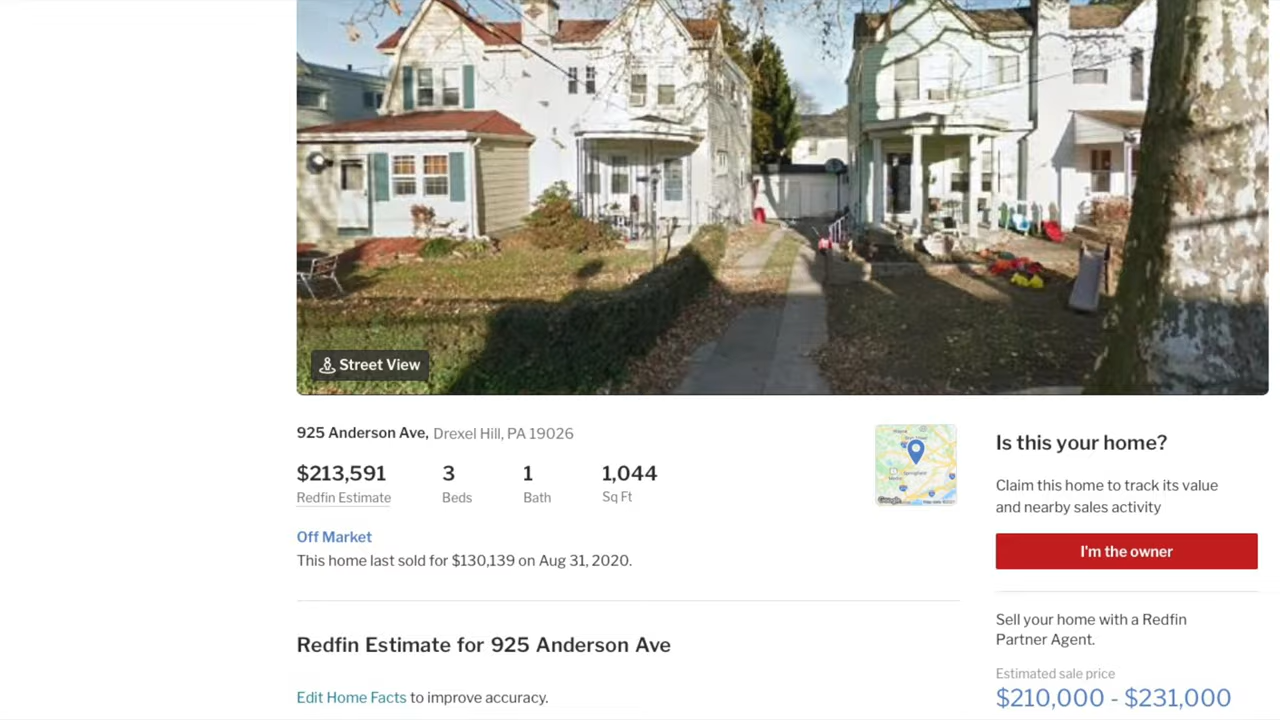 Street View
925 Anderson Ave, Drexel Hill, PA 19026
$213,591
Redfin Estimate
3
Beds
1
Bath
1,044
Sq Ft
Off Market
This home last sold for $130,139 on Aug 31, 2020.
Redfin Estimate for 925 Anderson Ave
Edit Home Facts to improve accuracy.
Springfield
Google
Is this your home?
Claim this home to track its value
and nearby sales activity
I'm the owner
Sell your home with a Redfin
Partner Agent.
Estimated sale price
$210,000 - $231,000